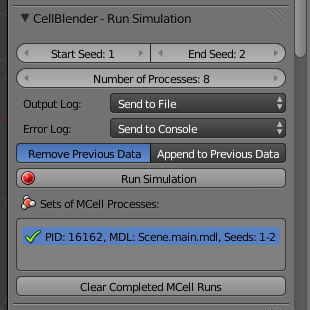 CellBlender - Run Simulation
Start Seed: 1 End Seed: 2
Number of Processes: 8
Output Log: Send to File
Error Log: Send to Console
Remove Previous Data Append to Previous Data
Run Simulation
Sets of MCell Processes:
PID: 16162, MDL: Scene.main.mdl, Seeds: 1-2
Clear Completed MCell Runs